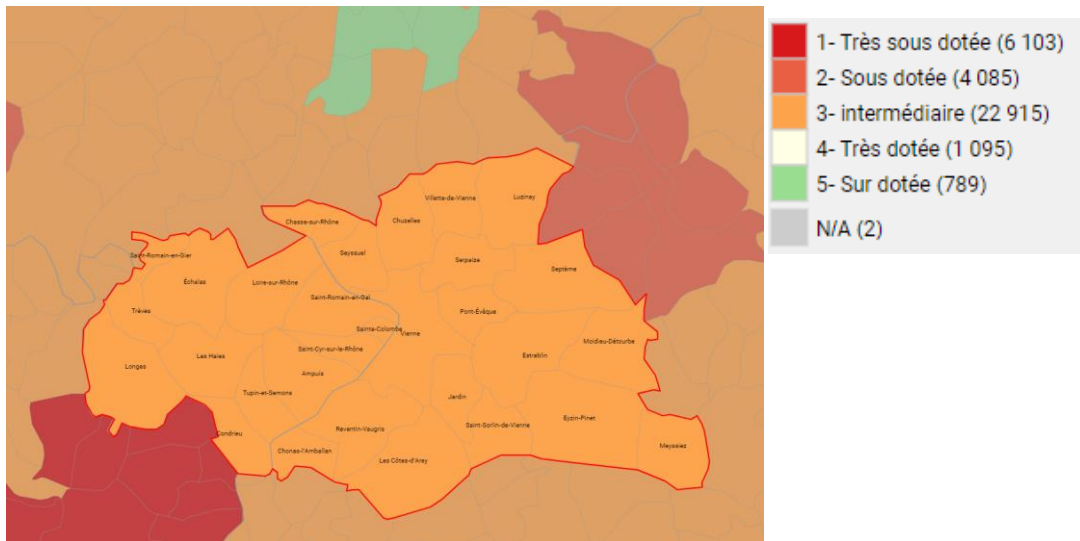 1- Très sous dotée (6 103)
2- Sous dotée (4 085)
3- intermédiaire (22 915)
4- Très dotée (1 095)
5- Sur dotée (789)
N/A (2)
Villette-de-Vienne
Luzinay
Chasse-sur-Rhône
Chuzelles
Seyssuel
Saint-Romain-en-Gier
Serpaize
Septème
Échalas
Loire-sur-Rhône
Saint-Romain-en-Gal
Trèves
Pont-Évêque
Sainte-Colombe
Vienne
Moidieu-Détourbe
Saint-Cyr-sur-le-Rhône
Les Haies
Estrablin
Longes
Ampuis
Tupin-et-Semons
Jardin
Eyzin-Pinet
Saint-Sorlin-de-Vienne
Reventin-Vaugris
Condrieu
Meyssiez
Chonas-l'Amballan
Les Côtes-d'Arey